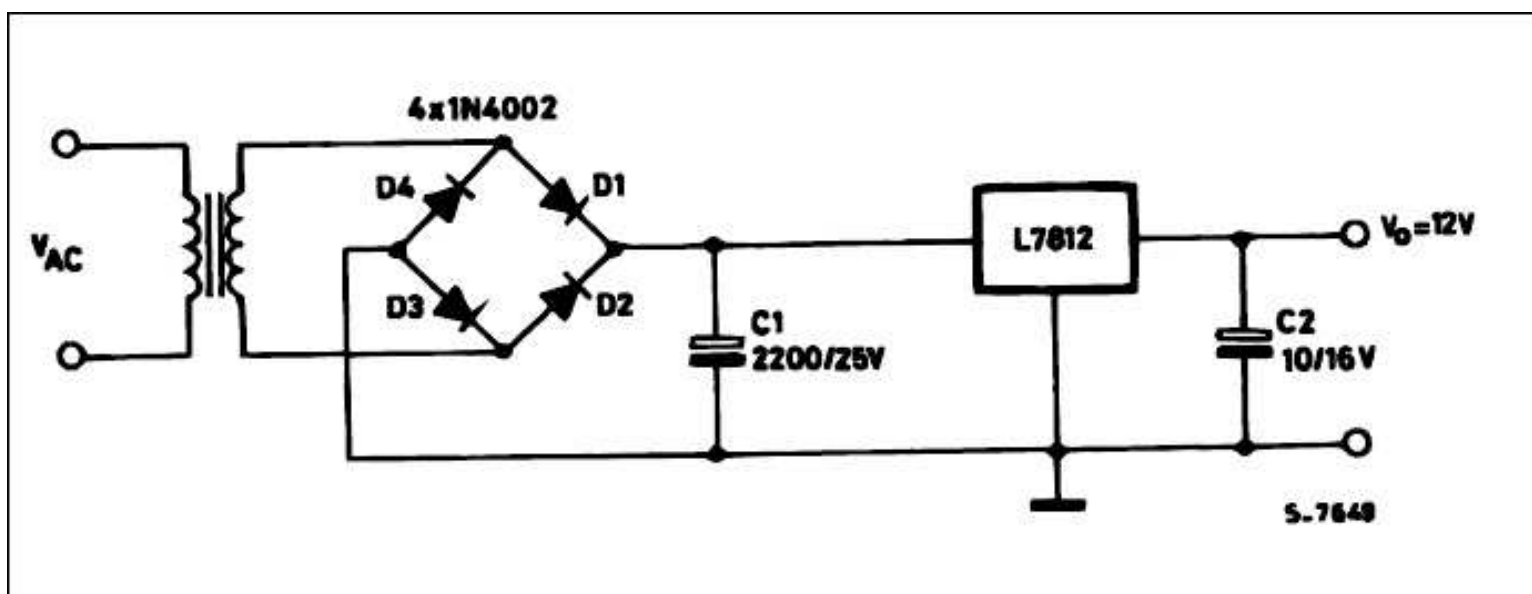 4x1N4002
D4
D1
VAC
L7812
Vo=12V
D3
D2
C1
2200/25V
C2
10/16V
S-7648